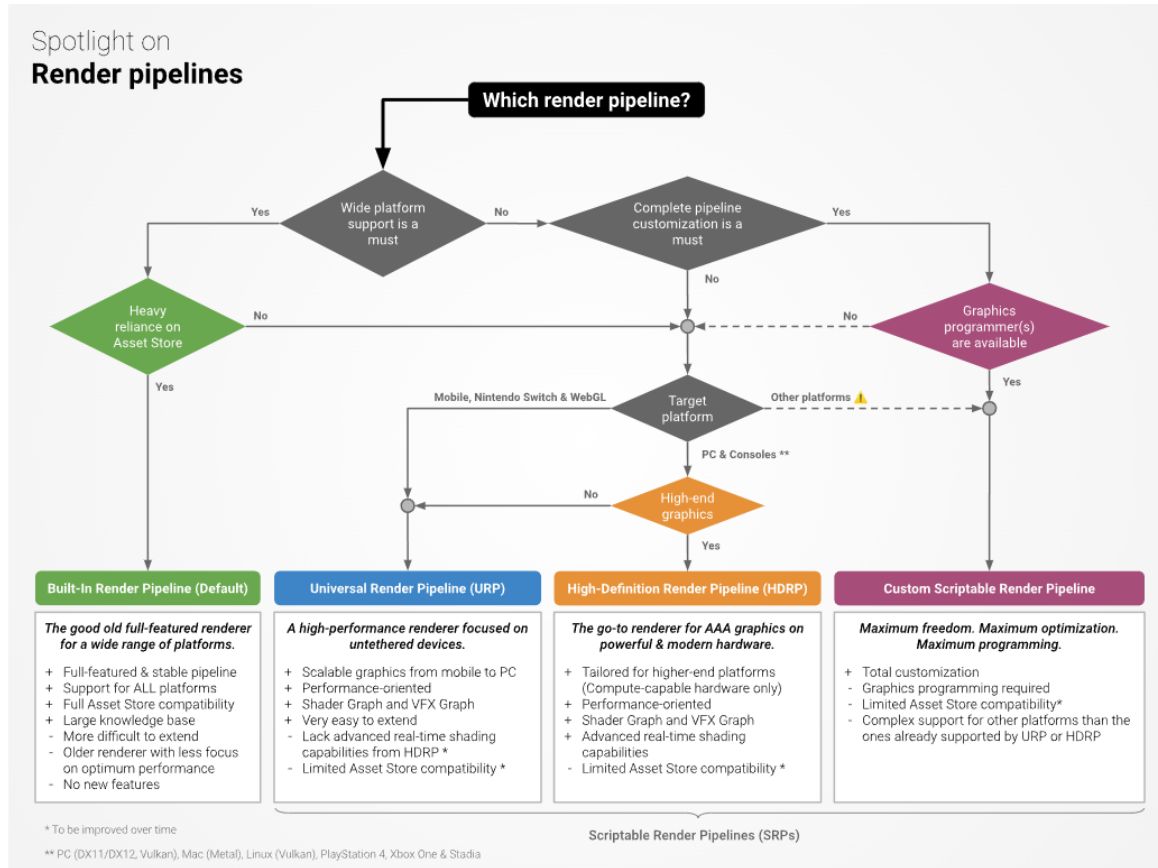 Spotlight on
Render pipelines
Which render pipeline?
Wide platform
support is a
must
Yes
No
Complete pipeline
customization is a
must
Yes
No
Heavy
reliance on
Asset Store
No
Yes
Graphics
programmer(s)
are available
No
Yes
Target
platform
Mobile, Nintendo Switch & WebGL
Other platforms ⚠
PC & Consoles **
High-end
graphics
No
Yes
Built-In Render Pipeline (Default)
The good old full-featured renderer
for a wide range of platforms.
+ Full-featured & stable pipeline
+ Support for ALL platforms
+ Full Asset Store compatibility
+ Large knowledge base
- More difficult to extend
- Older renderer with less focus
on optimum performance
- No new features
Universal Render Pipeline (URP)
A high-performance renderer focused on
untethered devices.
+ Scalable graphics from mobile to PC
+ Performance-oriented
+ Shader Graph and VFX Graph
+ Very easy to extend
- Lack advanced real-time shading
capabilities from HDRP *
- Limited Asset Store compatibility *
High-Definition Render Pipeline (HDRP)
The go-to renderer for AAA graphics on
powerful & modern hardware.
+ Tailored for higher-end platforms
(Compute-capable hardware only)
+ Performance-oriented
+ Shader Graph and VFX Graph
+ Advanced real-time shading
capabilities
- Limited Asset Store compatibility *
Custom Scriptable Render Pipeline
Maximum freedom. Maximum optimization.
Maximum programming.
+ Total customization
- Graphics programming required
- Limited Asset Store compatibility*
- Complex support for other platforms than the
ones already supported by URP or HDRP
Scriptable Render Pipelines (SRPs)
* To be improved over time
** PC (DX11/DX12, Vulkan), Mac (Metal), Linux (Vulkan), PlayStation 4, Xbox One & Stadia